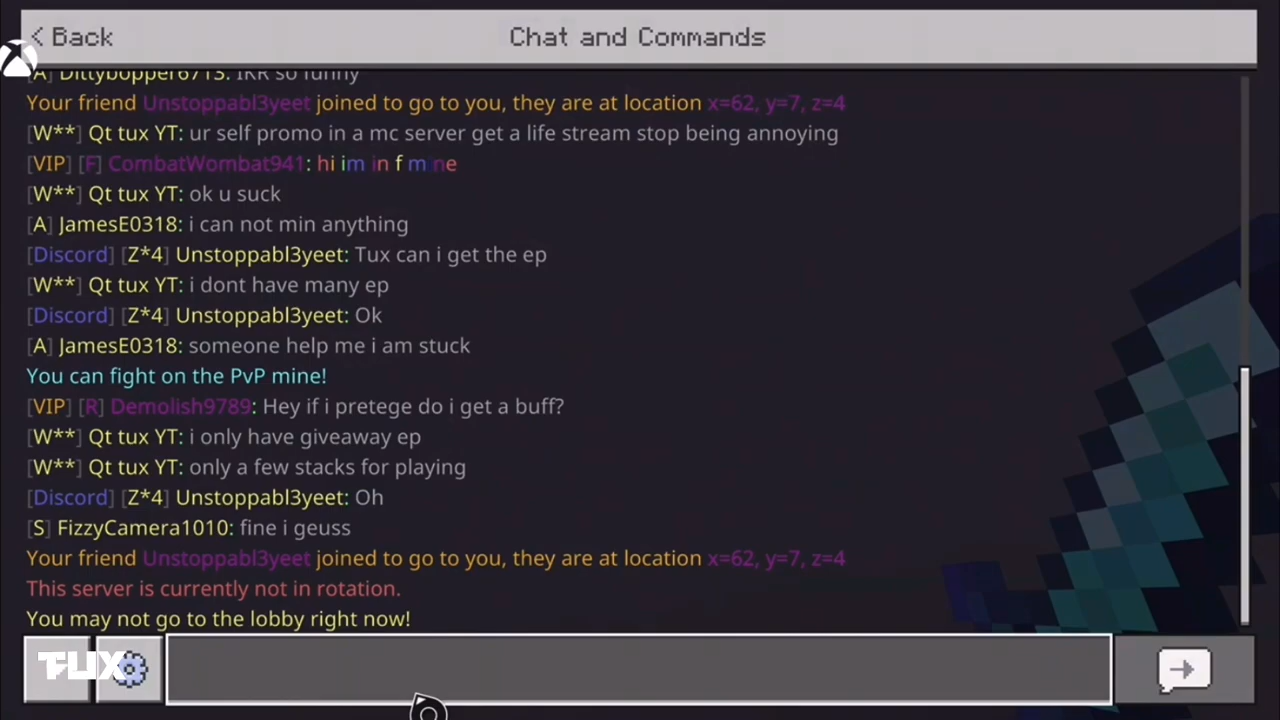 < Back
Chat and Commands
[A] Dittybopper6713: IKR so funny
Your friend Unstoppabl3yeet joined to go to you, they are at location x=62, y=7, z=4
[W**] Qt tux YT: ur self promo in a mc server get a life stream stop being annoying
[VIP] [F] CombatWombat941: hi im in f mine
[W**] Qt tux YT: ok u suck
[A] JamesE0318: i can not min anything
[Discord] [Z*4] Unstoppabl3yeet: Tux can i get the ep
[W**] Qt tux YT: i dont have many ep
[Discord] [Z*4] Unstoppabl3yeet: Ok
[A] JamesE0318: someone help me i am stuck
You can fight on the PvP mine!
[VIP] [R] Demolish9789: Hey if i pretege do i get a buff?
[W**] Qt tux YT: i only have giveaway ep
[W**] Qt tux YT: only a few stacks for playing
[Discord] [Z*4] Unstoppabl3yeet: Oh
[S] FizzyCamera1010: fine i geuss
Your friend Unstoppabl3yeet joined to go to you, they are at location x=62, y=7, z=4
This server is currently not in rotation.
You may not go to the lobby right now!
TUX